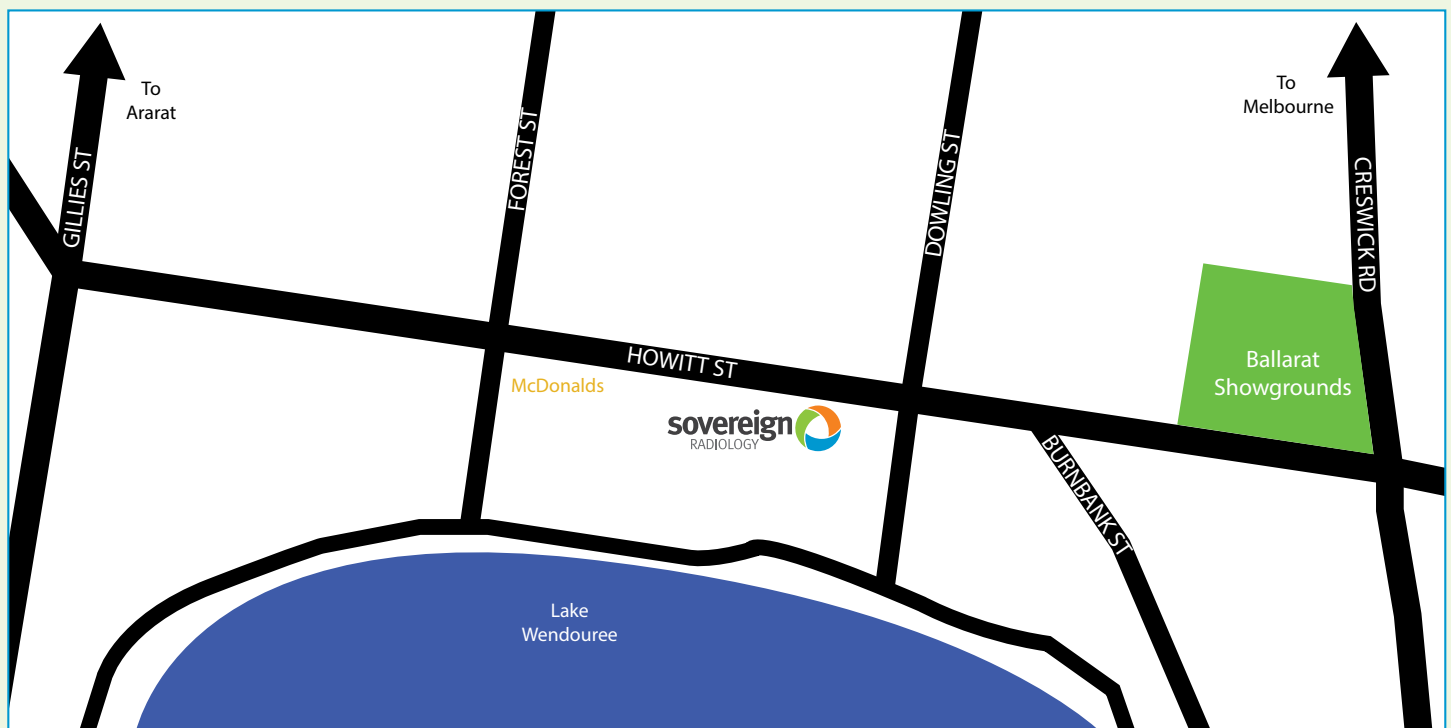 To
Ararat
GILLIES ST
FOREST ST
DOWLING ST
To
Melbourne
CRESWICK RD
HOWITT ST
McDonalds
sovereign
RADIOLOGY
Ballarat
Showgrounds
BURNBANK ST
Lake
Wendouree